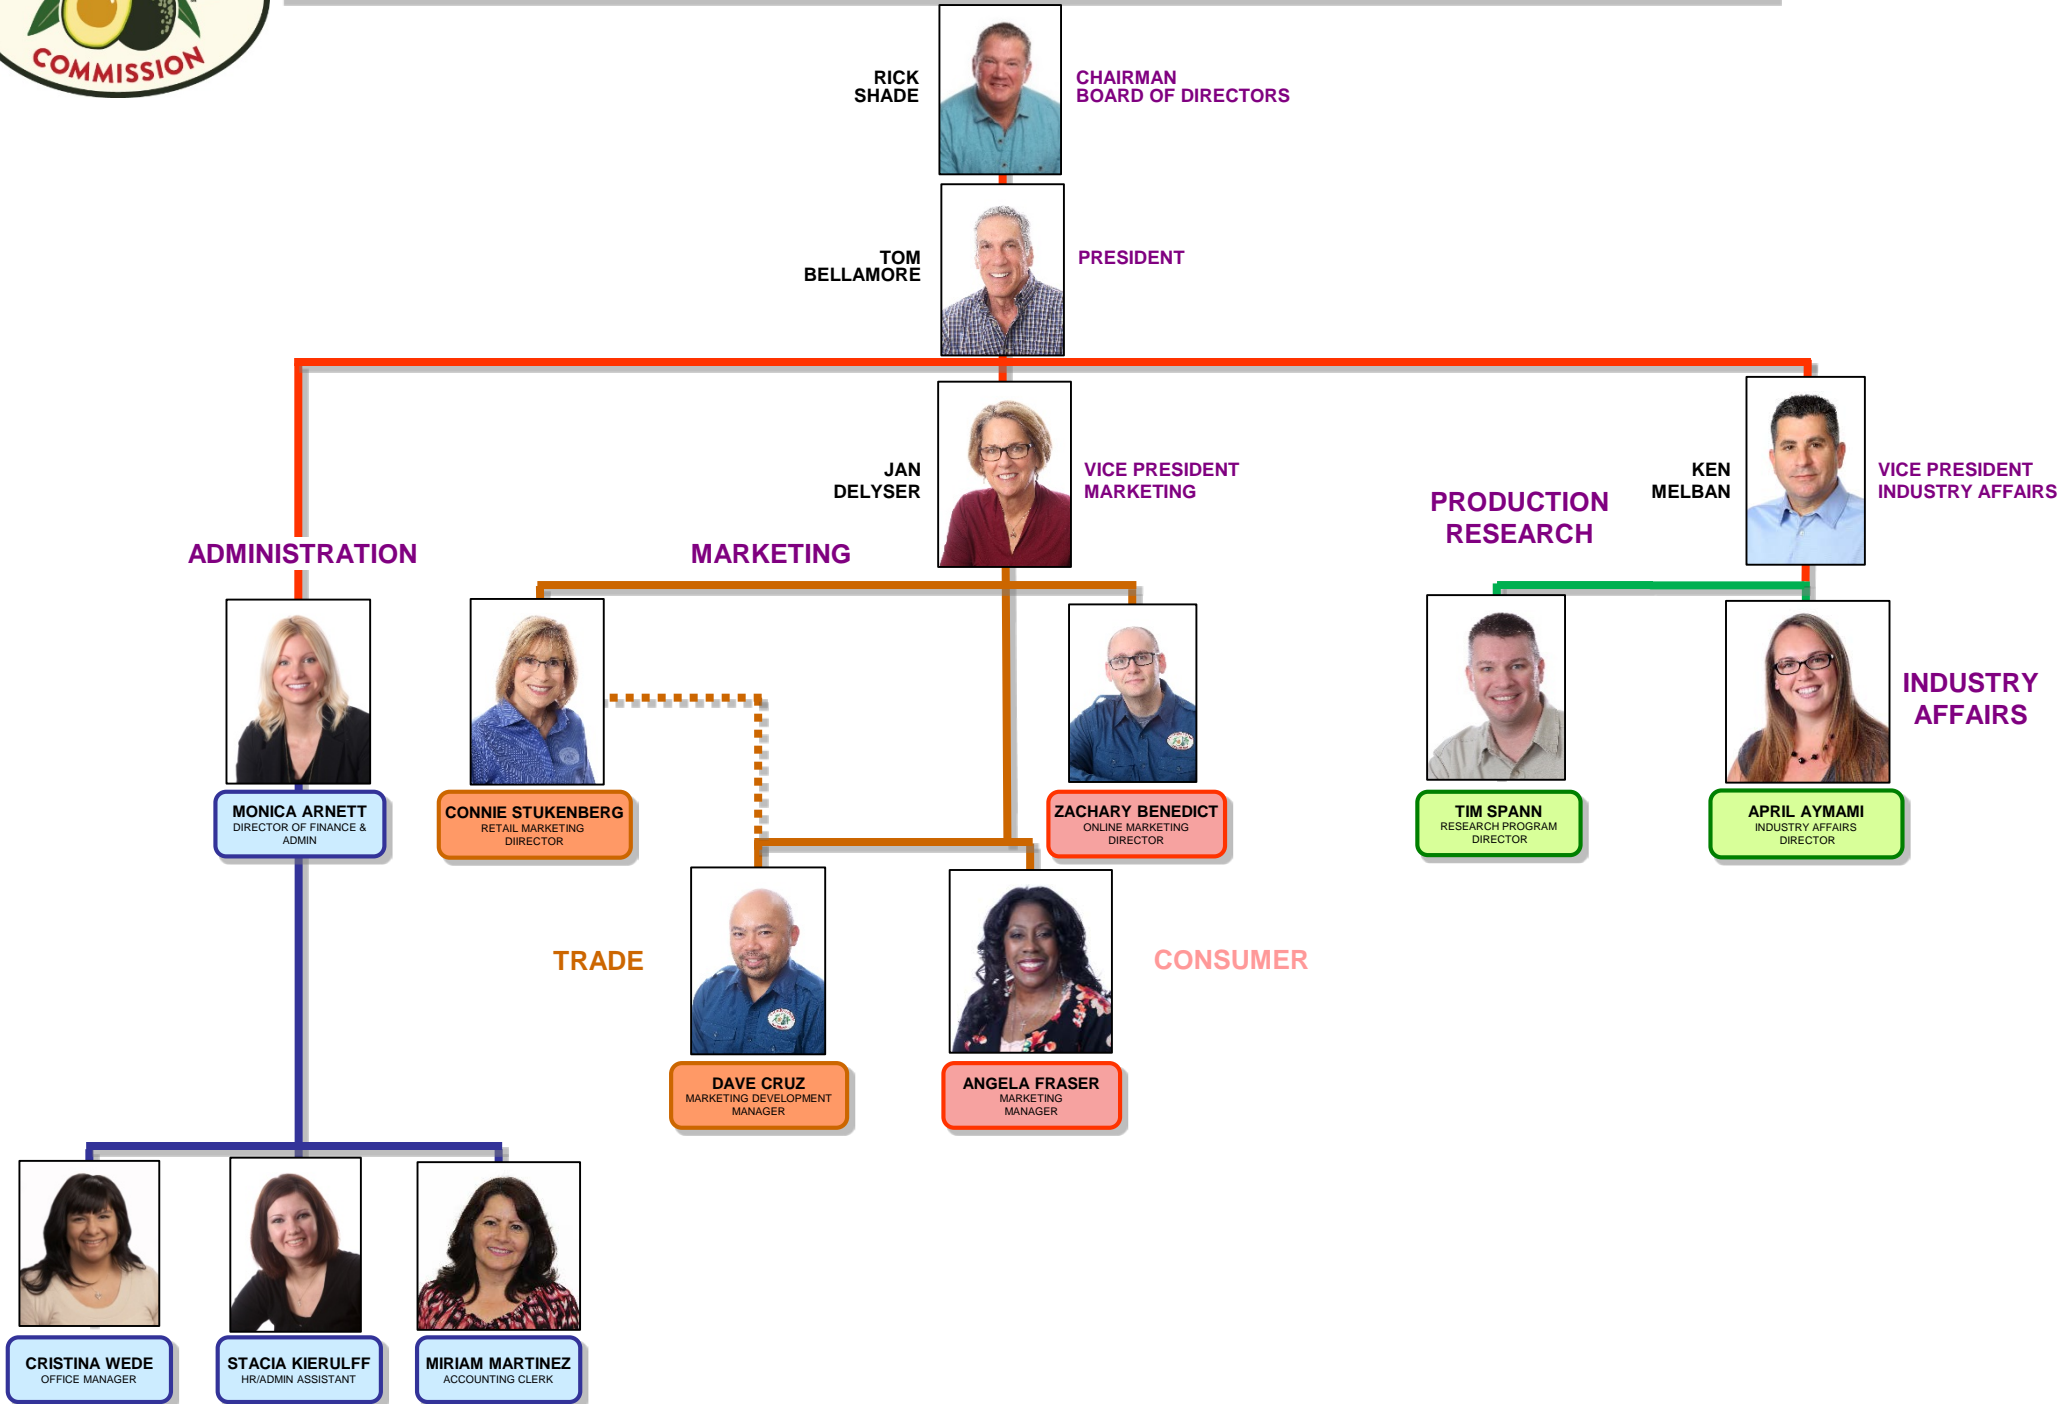 COMMISSION
RICK
SHADE
CHAIRMAN
BOARD OF DIRECTORS
TOM
BELLAMORE
PRESIDENT
JAN
DELYSER
VICE PRESIDENT
MARKETING
KEN
MELBAN
VICE PRESIDENT
INDUSTRY AFFAIRS
PRODUCTION
RESEARCH
ADMINISTRATION
MARKETING
INDUSTRY
AFFAIRS
MONICA ARNETT
DIRECTOR OF FINANCE &
ADMIN
CONNIE STUKENBERG
RETAIL MARKETING
DIIRECTOR
ZACHARY BENEDICT
ONLINE MARKETING
DIRECTOR
TIM SPANN
RESEARCH PROGRAM
DIRECTOR
APRIL AYMAMI
INDUSTRY AFFAIRS
DIRECTOR
TRADE
CONSUMER
DAVE CRUZ
MARKETING DEVELOPMENT
MANAGER
ANGELA FRASER
MARKETING
MANAGER
CRISTINA WEDE
OFFICE MANAGER
STACIA KIERULFF
HR/ADMIN ASSISTANT
MIRIAM MARTINEZ
ACCOUNTING CLERK